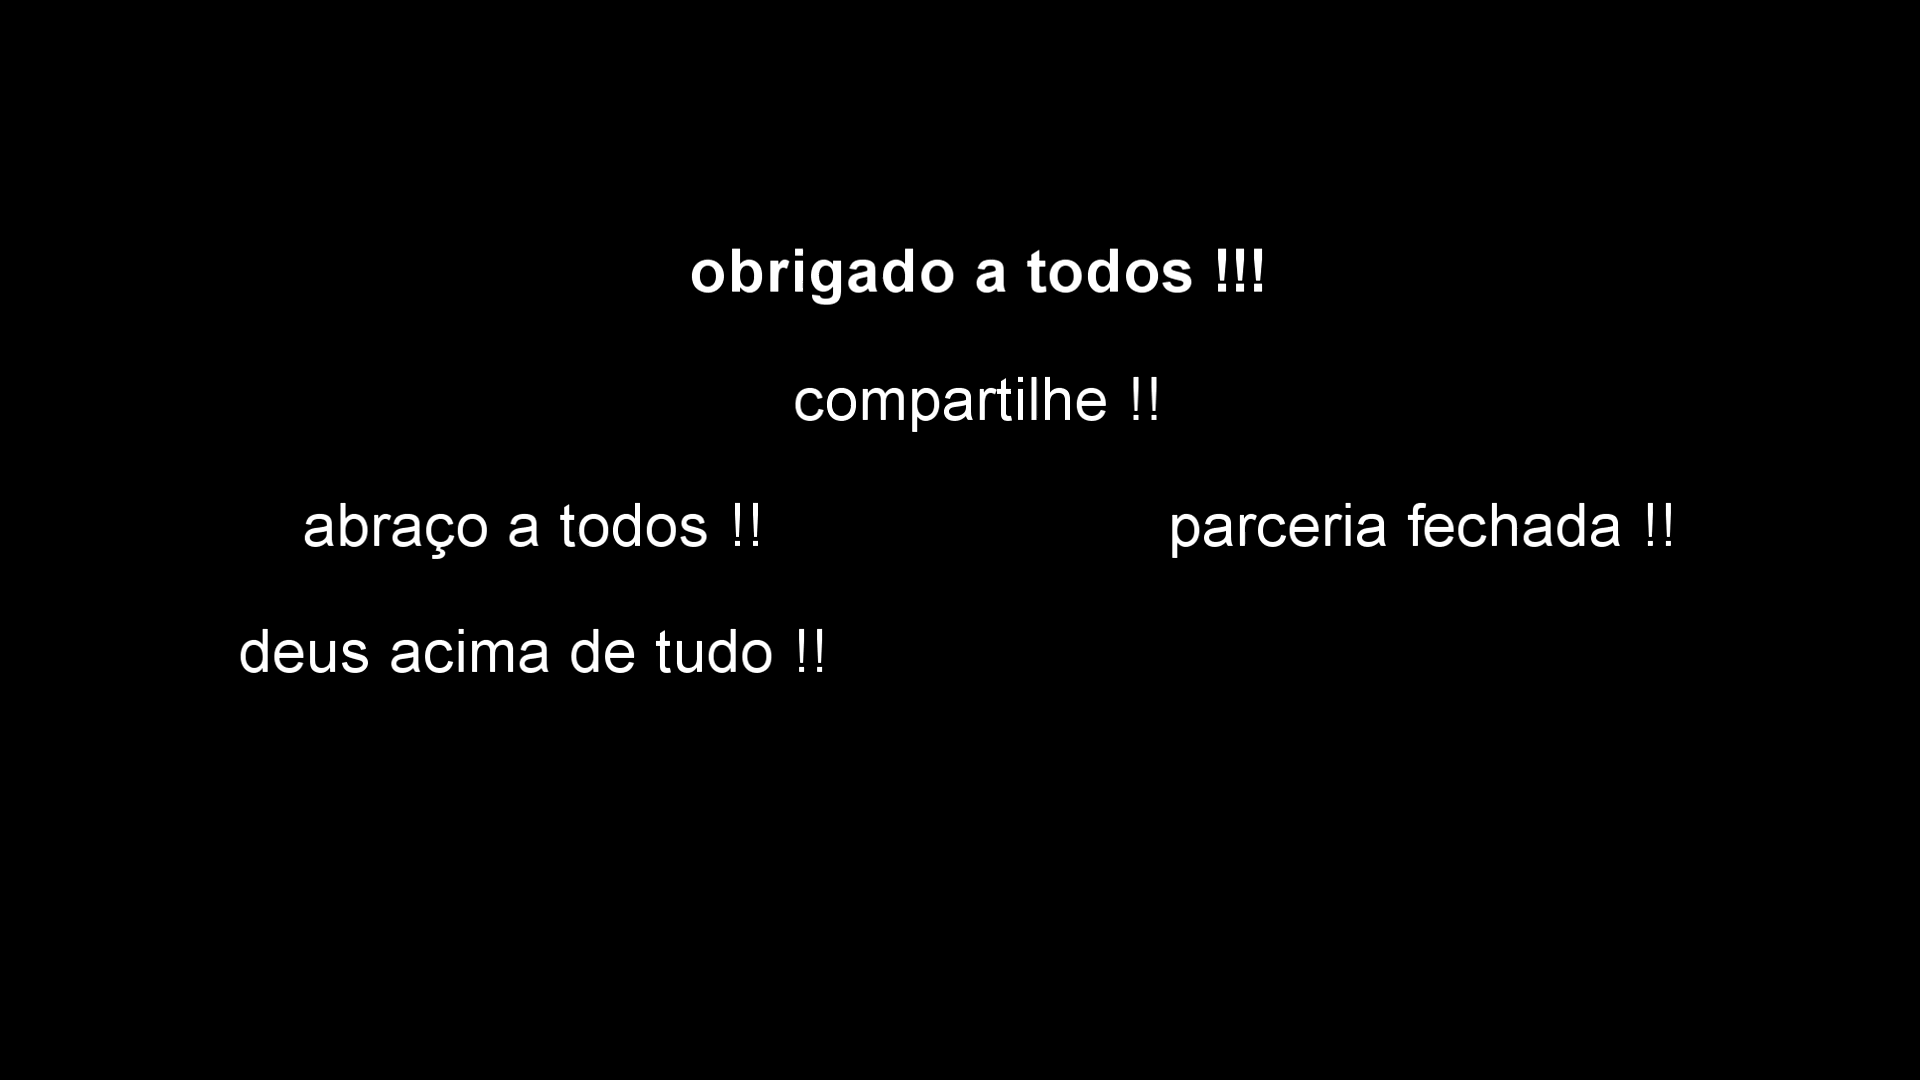 obrigado a todos !!!
compartilhe !!
abraço a todos !!
parceria fechada !!
deus acima de tudo !!